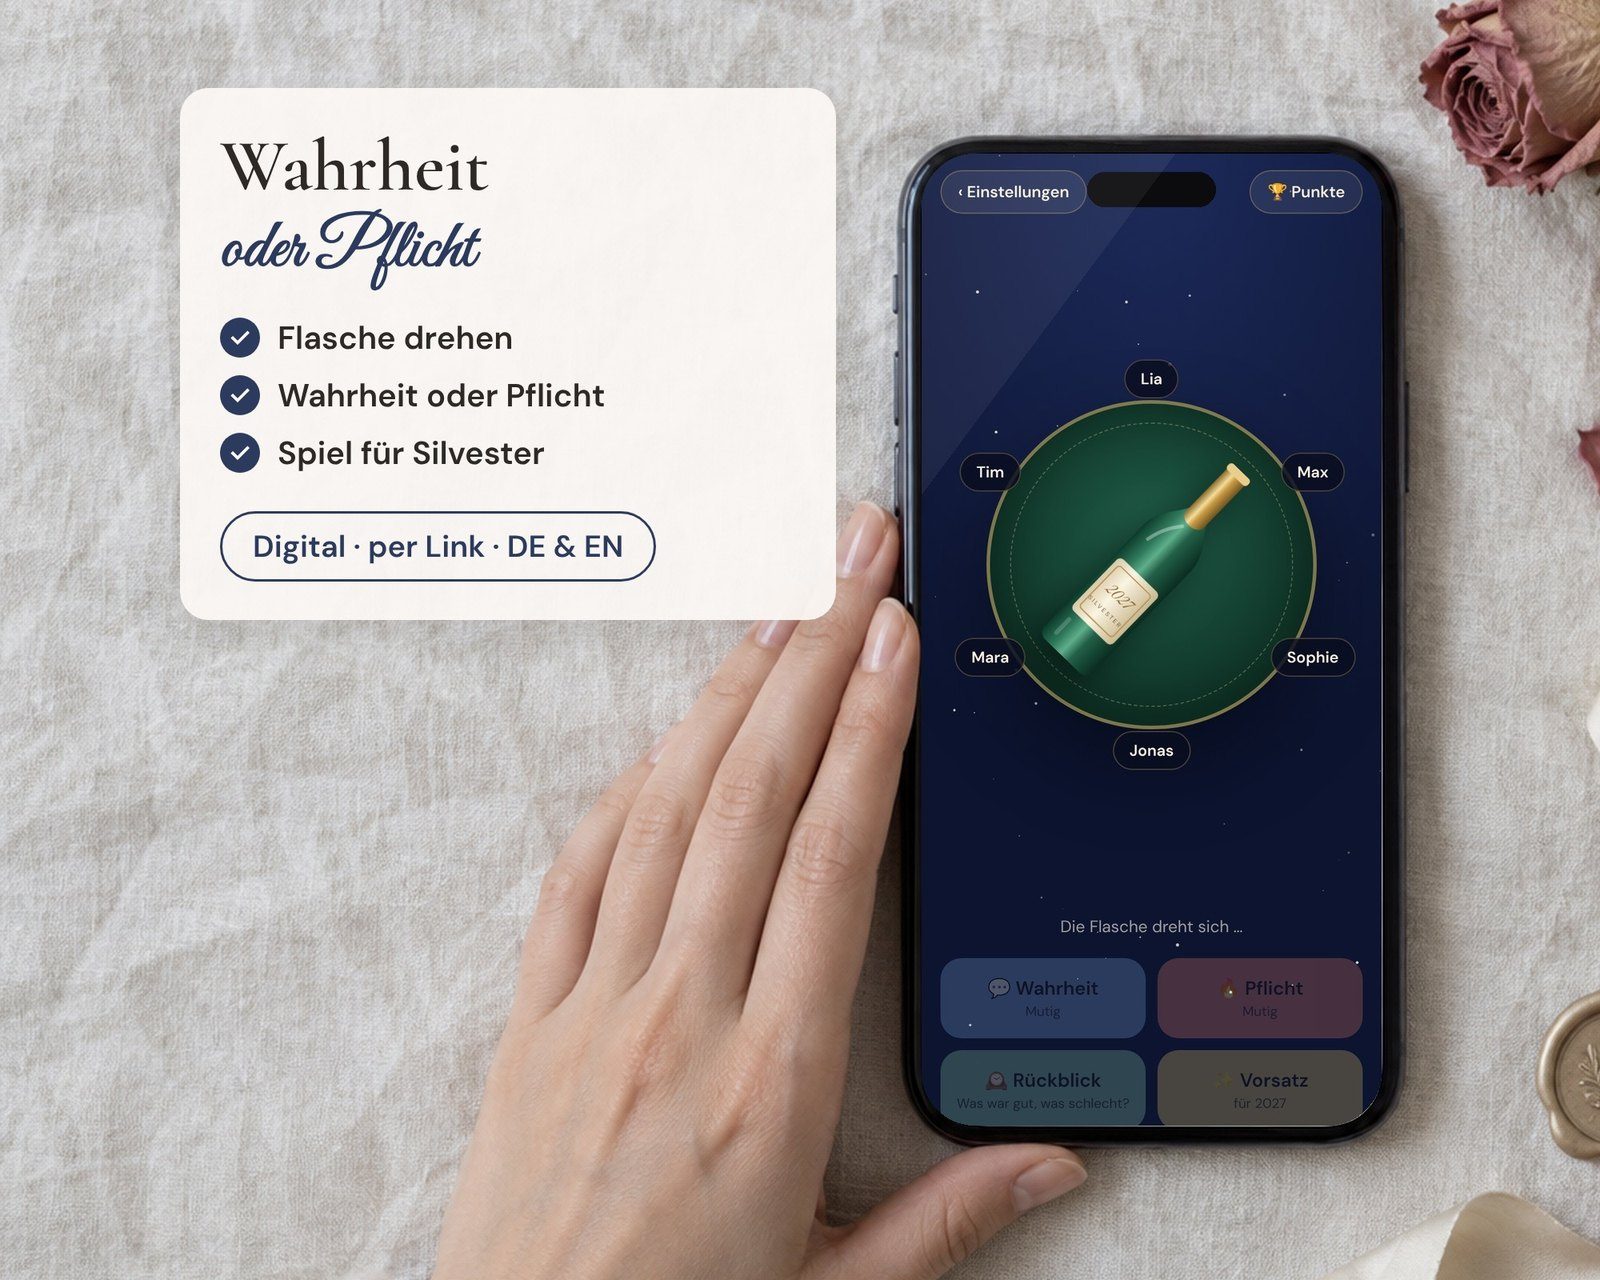 Wahrheit
oder Pflicht
Flasche drehen
Wahrheit oder Pflicht
Spiel für Silvester
Digital · per Link · DE & EN
‹ Einstellungen
🏆 Punkte
Lia
Tim
Max
2027
SILVESTER
Mara
Sophie
Jonas
Die Flasche dreht sich ...
💬 Wahrheit
Mutig
🔥 Pflicht
Mutig
🕰️ Rückblick
Was war gut, was schlecht?
✨ Vorsatz
für 2027